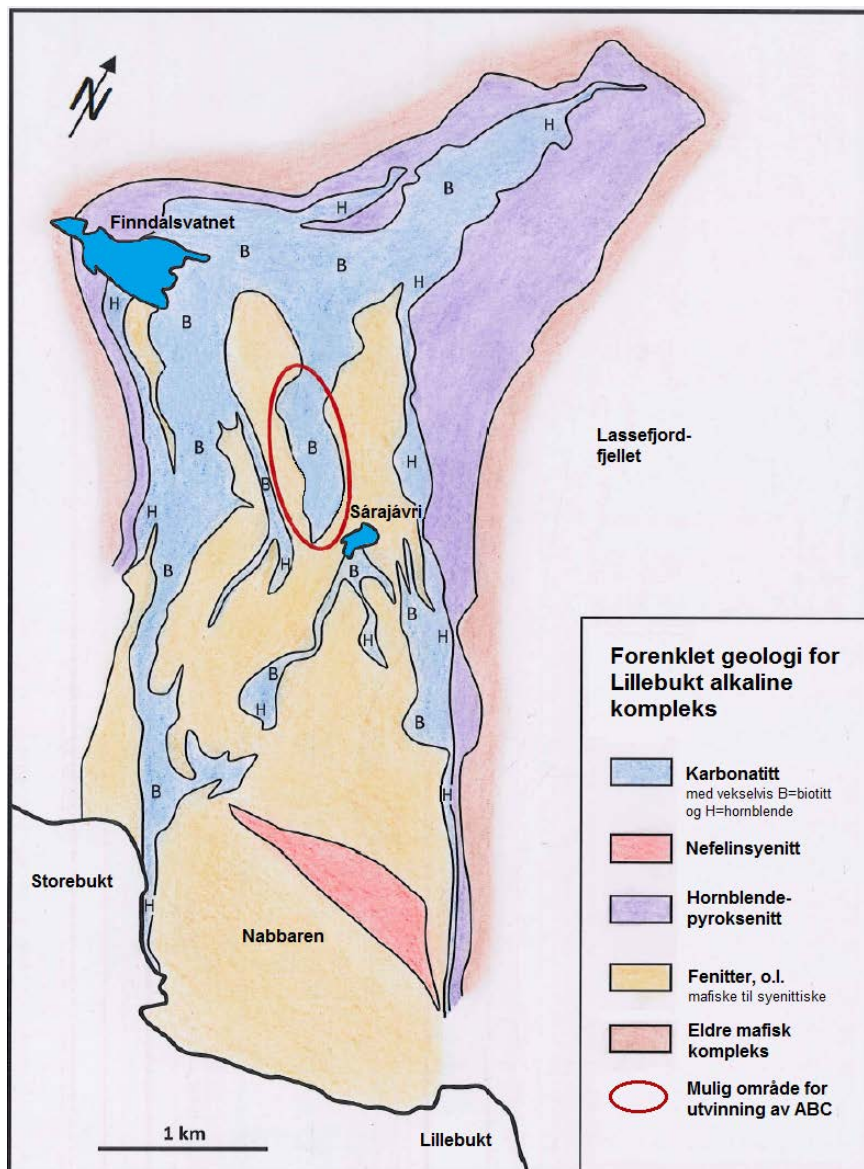 N
Finndalsvatnet
H
H
B
B
B
H
H
B
B
H
Lassefjord-
fjellet
B
B
H
Sárajávri
H
B
H
B
B
H
H
B
H
B
B
H
Storebukt
H
Nabbaren
1 km
Lillebukt
Forenklet geologi for
Lillebukt alkaline
kompleks
Karbonatitt
med vekselvis B=biotitt
og H=hornblende
Nefelinsyenitt
Hornblende-
pyroksenitt
Fenitter, o.l.
mafiske til syenittiske
Eldre mafisk
kompleks
Mulig område for
utvinning av ABC